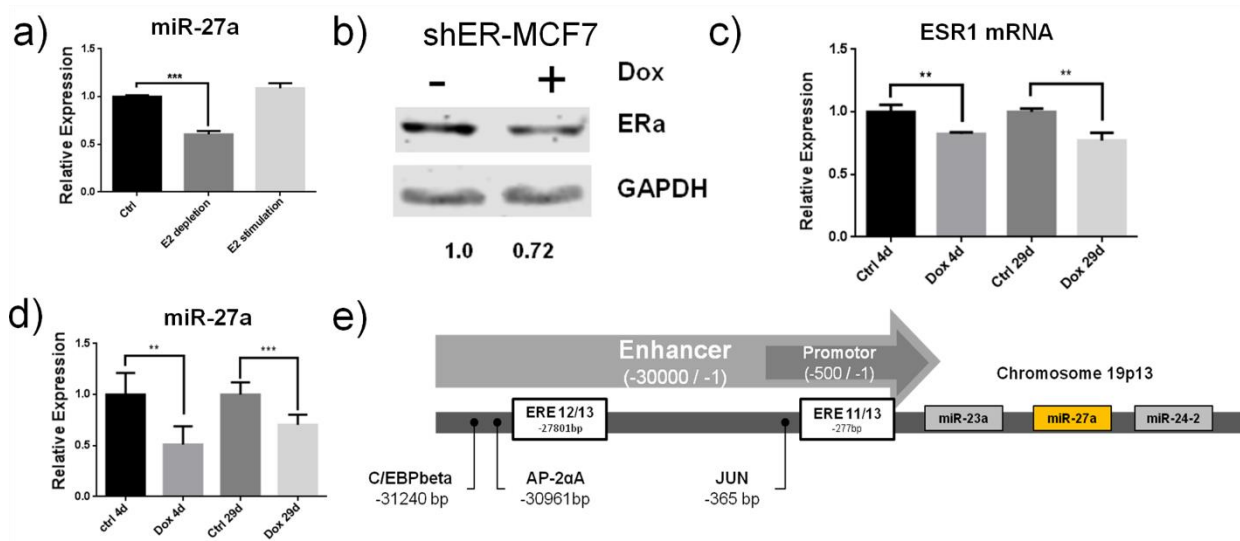 a)
miR-27a
Relative Expression
1.5
1.0
0.5
0.0
***
Ctrl
E2 depletion
E2 stimulation
b)
shER-MCF7
- +
Dox
ERa
GAPDH
1.0 0.72
c)
ESR1 mRNA
Relative Expression
1.5
1.0
0.5
0.0
**
**
Ctrl 4d
Dox 4d
Ctrl 29d
Dox 29d
d)
miR-27a
Relative Expression
1.5
1.0
0.5
0.0
**
***
ctrl 4d
Dox 4d
Ctrl 29d
Dox 29d
e)
Enhancer
(-30000 / -1)
Promotor
(-500 / -1)
Chromosome 19p13
ERE 12/13
-27801bp
ERE 11/13
-277bp
miR-23a
miR-27a
miR-24-2
C/EBPbeta
-31240 bp
AP-2αA
-30961bp
JUN
-365 bp